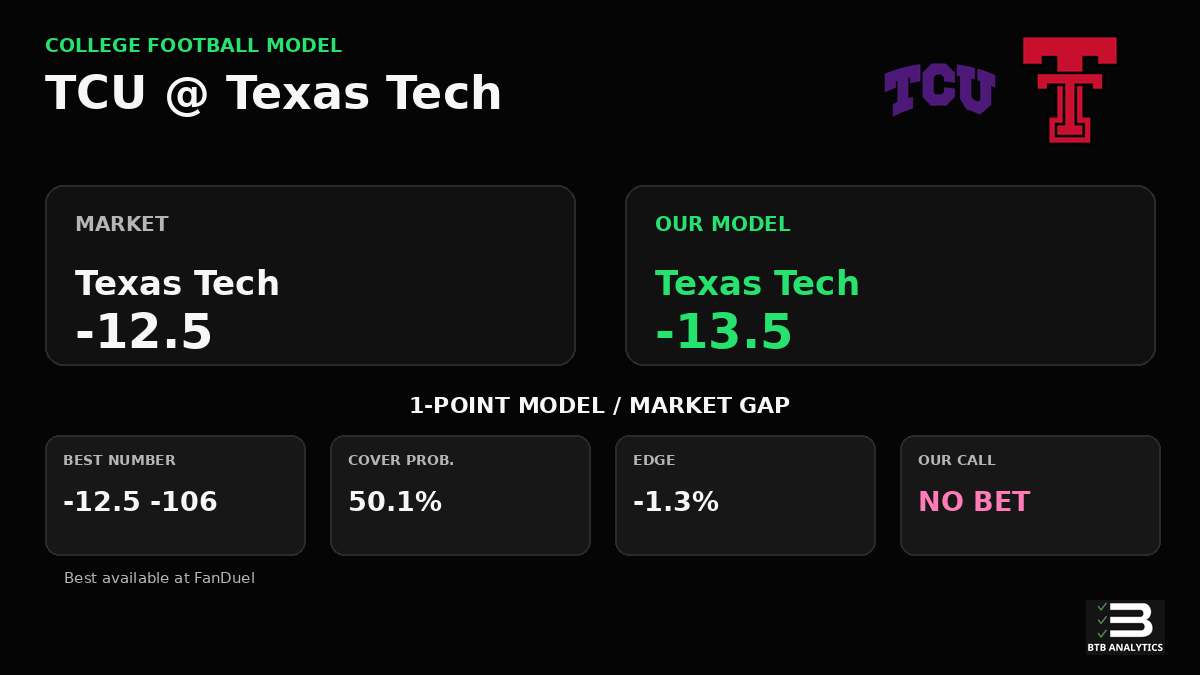 COLLEGE FOOTBALL MODEL
TCU @ Texas Tech
TCU
T
T
MARKET
Texas Tech
-12.5
OUR MODEL
Texas Tech
-13.5
1-POINT MODEL / MARKET GAP
BEST NUMBER
-12.5 -106
COVER PROB.
50.1%
EDGE
-1.3%
OUR CALL
NO BET
Best available at FanDuel
B
BTB ANALYTICS